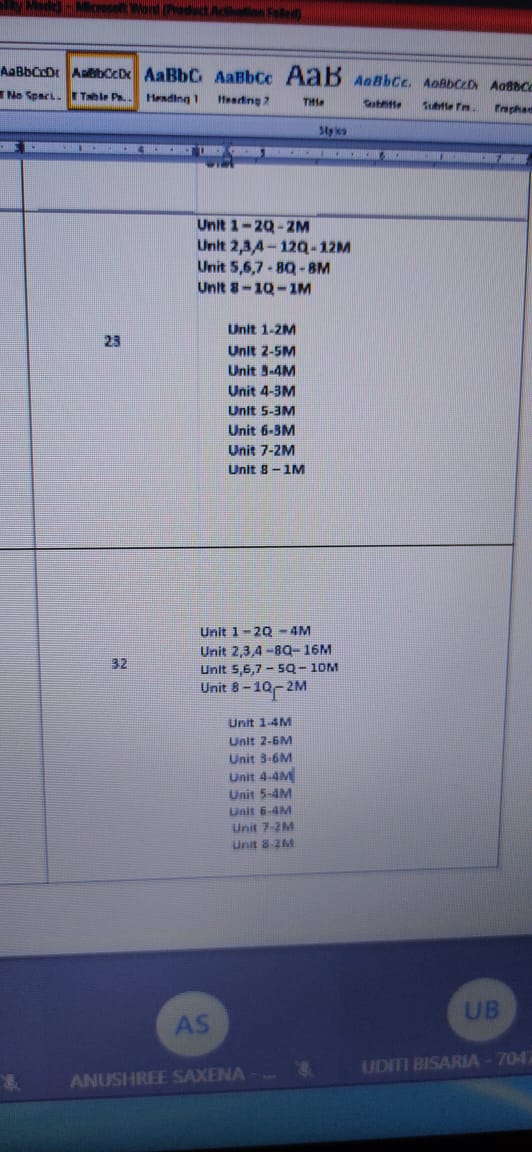 Mode] - Microsoft Word (Product Activation Failed)
AaBbCcDc AaBbCcDc AaBbC AaBbCc AaB AaBbCc. AaBbCcDc AaBbCc
¶ No Spaci... ¶ Table Pa... Heading 1 Heading 2 Title Subtitle Subtle Em... Emphas
Styles
Unit 1 – 2Q - 2M
Unit 2,3,4 – 12Q - 12M
Unit 5,6,7 - 8Q - 8M
Unit 8 – 1Q – 1M
23
Unit 1-2M
Unit 2-5M
Unit 3-4M
Unit 4-3M
Unit 5-3M
Unit 6-3M
Unit 7-2M
Unit 8 – 1M
32
Unit 1 – 2Q – 4M
Unit 2,3,4 –8Q– 16M
Unit 5,6,7 – 5Q – 10M
Unit 8 – 1Q – 2M
Unit 1-4M
Unit 2-6M
Unit 3-6M
Unit 4-4M
Unit 5-4M
Unit 6-4M
Unit 7-2M
Unit 8-2M
AS
UB
ANUSHREE SAXENA - ...
UDITI BISARIA - 7047